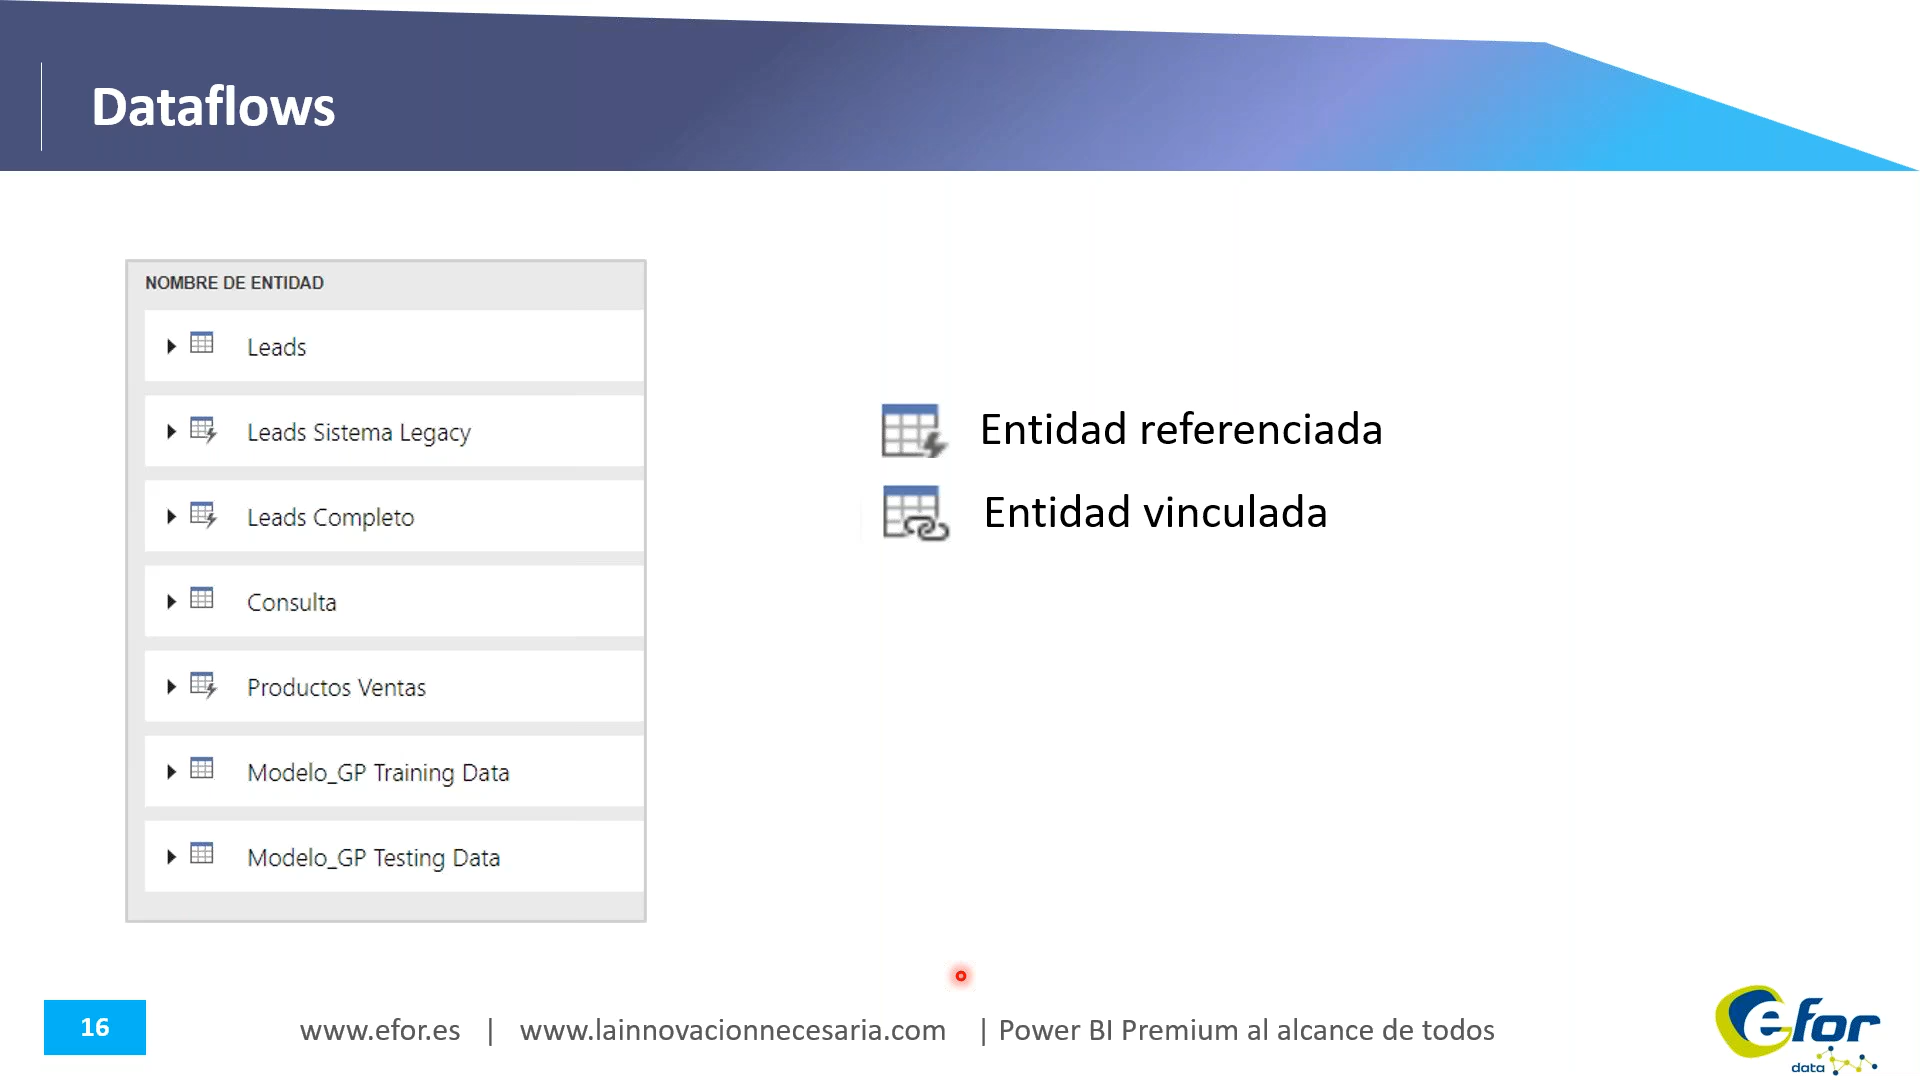 Dataflows
NOMBRE DE ENTIDAD
Leads
Leads Sistema Legacy
Leads Completo
Consulta
Productos Ventas
Modelo_GP Training Data
Modelo_GP Testing Data
Entidad referenciada
Entidad vinculada
16
www.efor.es | www.lainnovacionnecesaria.com | Power BI Premium al alcance de todos
efor
data